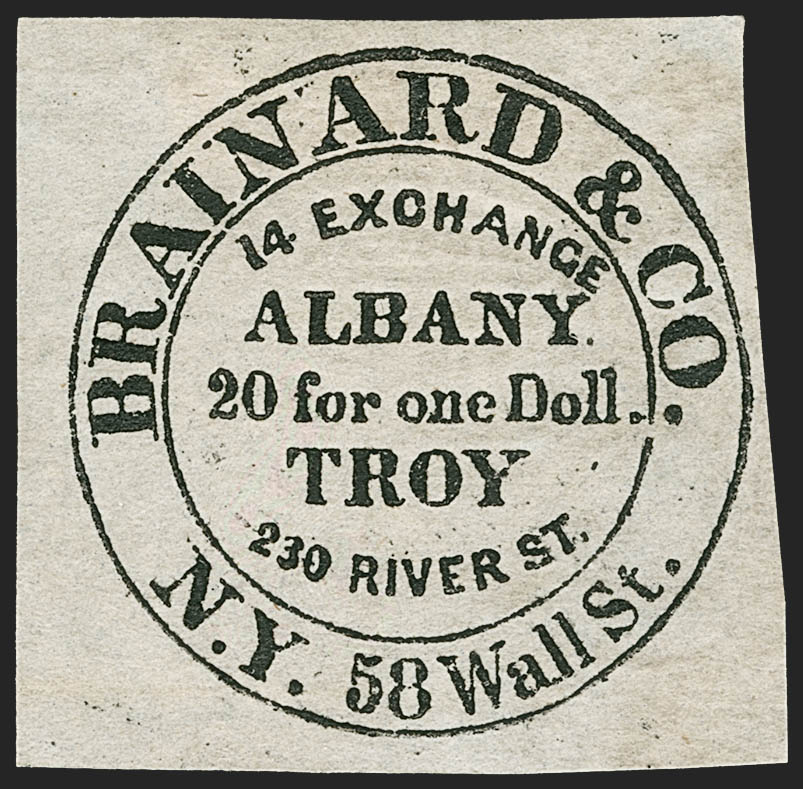 BRAINARD & CO.
14 EXCHANGE
ALBANY.
20 for one Doll.
TROY
230 RIVER ST.
N.Y. 58 Wall St.